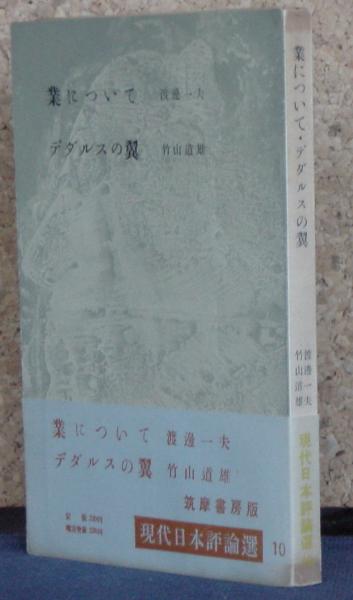 業について 渡邊一夫
デダルスの翼 竹山道雄
業について 渡邊一夫
デダルスの翼 竹山道雄
筑摩書房版
現代日本評論選 10
業について・デダルスの翼
渡邊一夫
竹山道雄
現代日本評論選